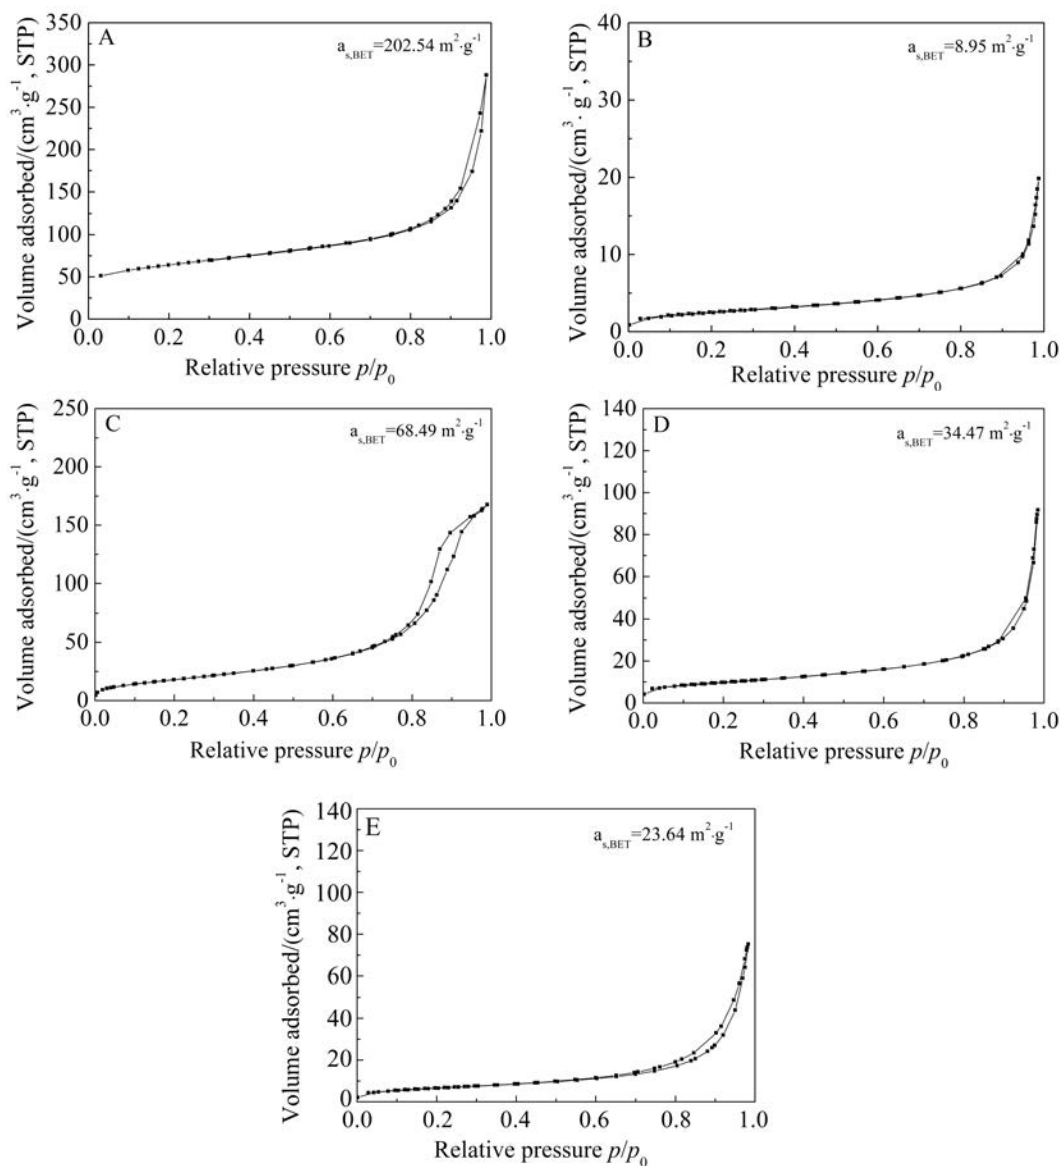 A
a_s,BET=202.54 m²·g⁻¹
Volume adsorbed/(cm³·g⁻¹, STP)
350
300
250
200
150
100
50
0
0.0 0.2 0.4 0.6 0.8 1.0
Relative pressure p/p₀
B
a_s,BET=8.95 m²·g⁻¹
Volume adsorbed/(cm³· g⁻¹, STP)
40
30
20
10
0
0.0 0.2 0.4 0.6 0.8 1.0
Relative pressure p/p₀
C
a_s,BET=68.49 m²·g⁻¹
Volume adsorbed/(cm³·g⁻¹, STP)
250
200
150
100
50
0
0.0 0.2 0.4 0.6 0.8 1.0
Relative pressure p/p₀
D
a_s,BET=34.47 m²·g⁻¹
Volume adsorbed/(cm³·g⁻¹, STP)
140
120
100
80
60
40
20
0
0.0 0.2 0.4 0.6 0.8 1.0
Relative pressure p/p₀
E
a_s,BET=23.64 m²·g⁻¹
Volume adsorbed/(cm³·g⁻¹, STP)
140
120
100
80
60
40
20
0
0.0 0.2 0.4 0.6 0.8 1.0
Relative pressure p/p₀